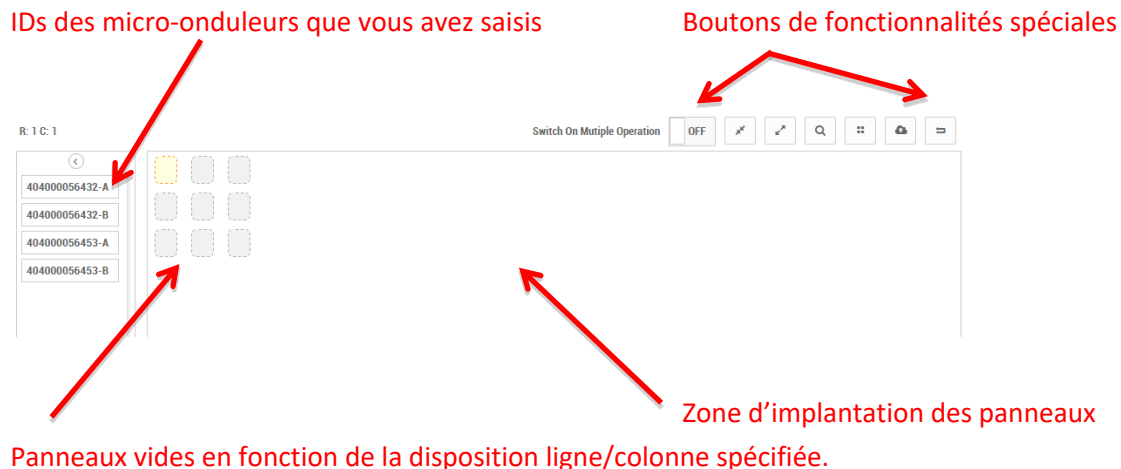 IDs des micro-onduleurs que vous avez saisis
Boutons de fonctionnalités spéciales
R: 1 C: 1
Switch On Mutiple Operation
OFF
404000056432-A
404000056432-B
404000056453-A
404000056453-B
Zone d’implantation des panneaux
Panneaux vides en fonction de la disposition ligne/colonne spécifiée.